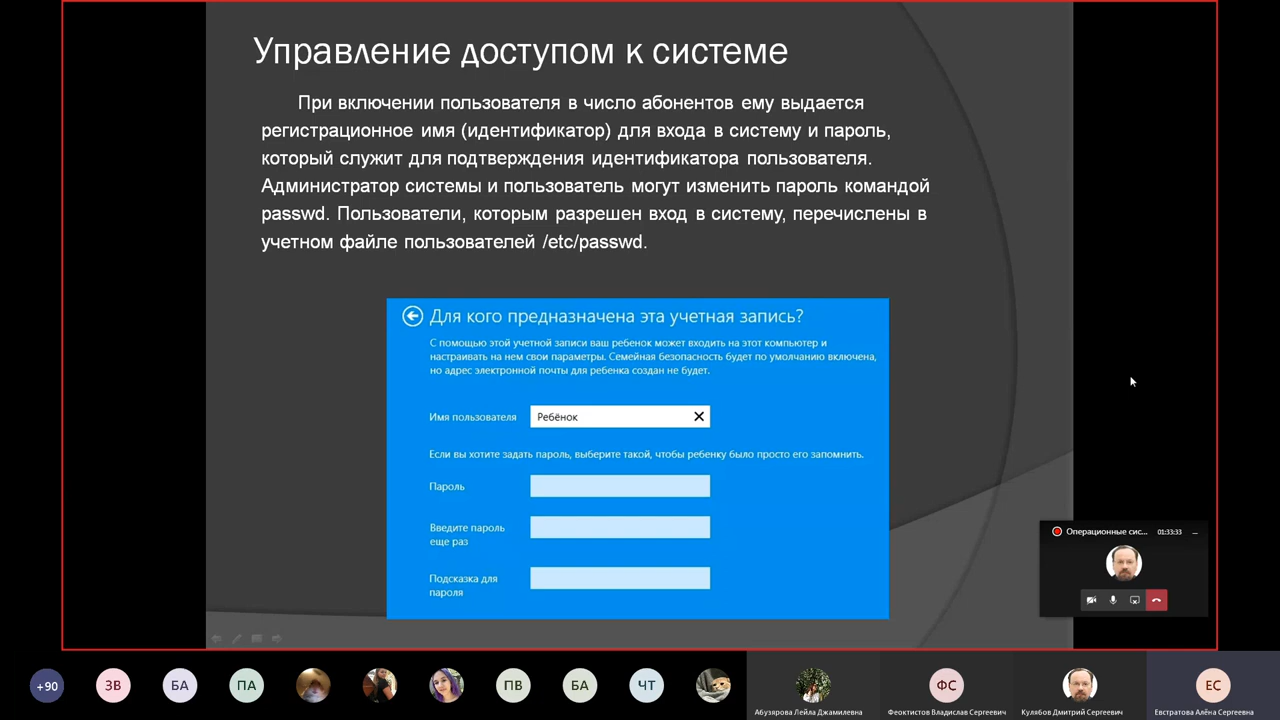 Управление доступом к системе
При включении пользователя в число абонентов ему выдается
регистрационное имя (идентификатор) для входа в систему и пароль,
который служит для подтверждения идентификатора пользователя.
Администратор системы и пользователь могут изменить пароль командой
passwd. Пользователи, которым разрешен вход в систему, перечислены в
учетном файле пользователей /etc/passwd.
Для кого предназначена эта учетная запись?
С помощью этой учетной записи ваш ребенок может входить на этот компьютер и
настраивать на нем свои параметры. Семейная безопасность будет по умолчанию включена,
но адрес электронной почты для ребенка создан не будет.
Имя пользователя
Ребёнок
Если вы хотите задать пароль, выберите такой, чтобы ребенку было просто его запомнить.
Пароль
Введите пароль
еще раз
Подсказка для
пароля
Операционные сис... 01:33:33
+90 ЗВ БА ПА ПВ БА ЧТ ФС ЕС
Абузярова Лейла Джамилевна
Феоктистов Владислав Сергеевич
Кулябов Дмитрий Сергеевич
Евстратова Алёна Сергеевна